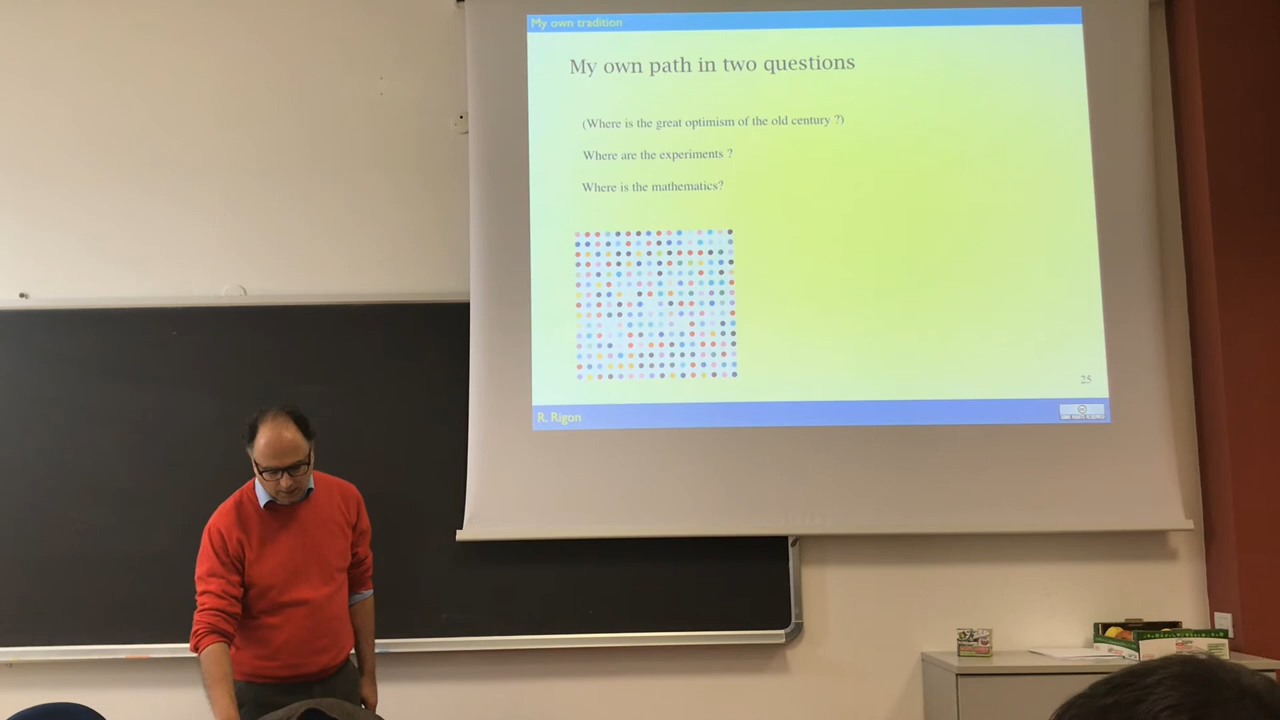 My own tradition
My own path in two questions
(Where is the great optimism of the old century ?)
Where are the experiments ?
Where is the mathematics?
25
R. Rigon